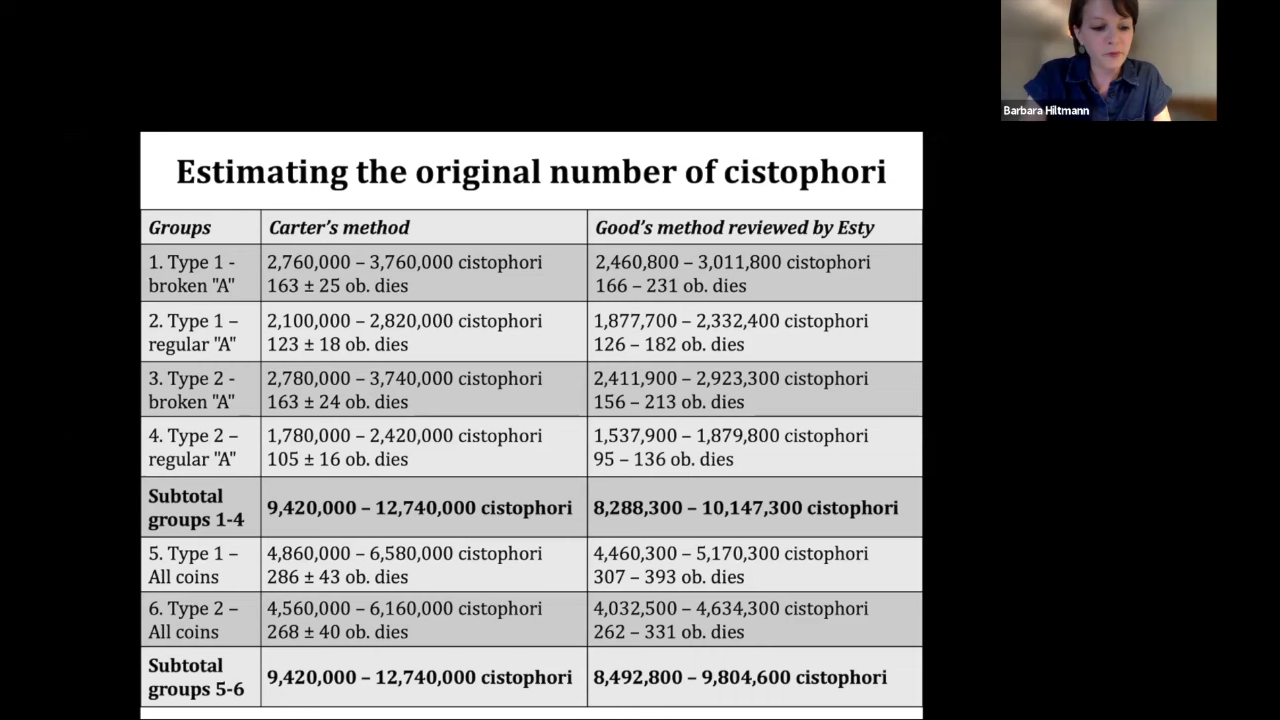 Barbara Hiltmann
Estimating the original number of cistophori
Groups
Carter's method
Good's method reviewed by Esty
1. Type 1 -
broken "A"
2,760,000 – 3,760,000 cistophori
163 ± 25 ob. dies
2,460,800 – 3,011,800 cistophori
166 – 231 ob. dies
2. Type 1 –
regular "A"
2,100,000 – 2,820,000 cistophori
123 ± 18 ob. dies
1,877,700 – 2,332,400 cistophori
126 – 182 ob. dies
3. Type 2 -
broken "A"
2,780,000 – 3,740,000 cistophori
163 ± 24 ob. dies
2,411,900 – 2,923,300 cistophori
156 – 213 ob. dies
4. Type 2 –
regular "A"
1,780,000 – 2,420,000 cistophori
105 ± 16 ob. dies
1,537,900 – 1,879,800 cistophori
95 – 136 ob. dies
Subtotal
groups 1-4
9,420,000 – 12,740,000 cistophori
8,288,300 – 10,147,300 cistophori
5. Type 1 –
All coins
4,860,000 – 6,580,000 cistophori
286 ± 43 ob. dies
4,460,300 – 5,170,300 cistophori
307 – 393 ob. dies
6. Type 2 –
All coins
4,560,000 – 6,160,000 cistophori
268 ± 40 ob. dies
4,032,500 – 4,634,300 cistophori
262 – 331 ob. dies
Subtotal
groups 5-6
9,420,000 – 12,740,000 cistophori
8,492,800 – 9,804,600 cistophori